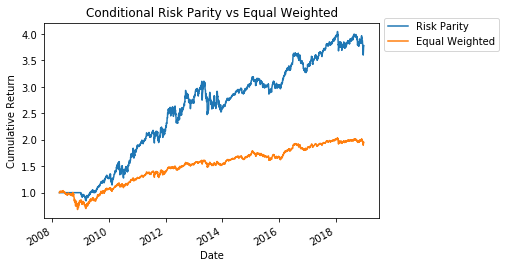 Conditional Risk Parity vs Equal Weighted
Risk Parity
Equal Weighted
Cumulative Return
4.0
3.5
3.0
2.5
2.0
1.5
1.0
2008
2010
2012
2014
2016
2018
Date